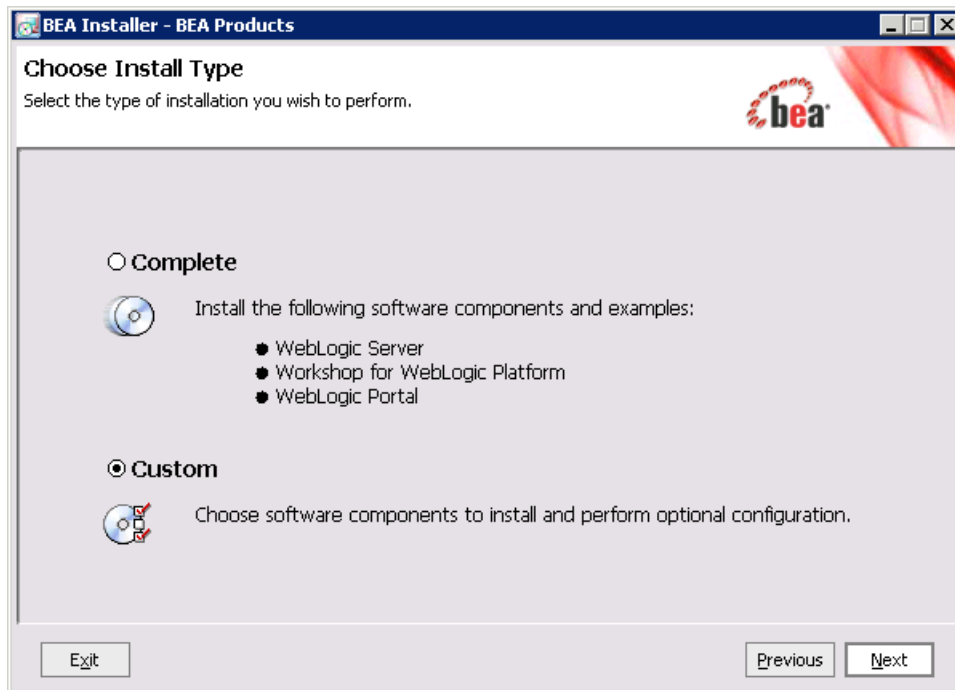 BEA Installer - BEA Products
Choose Install Type
Select the type of installation you wish to perform.
bea
Complete
Install the following software components and examples:
WebLogic Server
Workshop for WebLogic Platform
WebLogic Portal
Custom
Choose software components to install and perform optional configuration.
Exit
Previous
Next